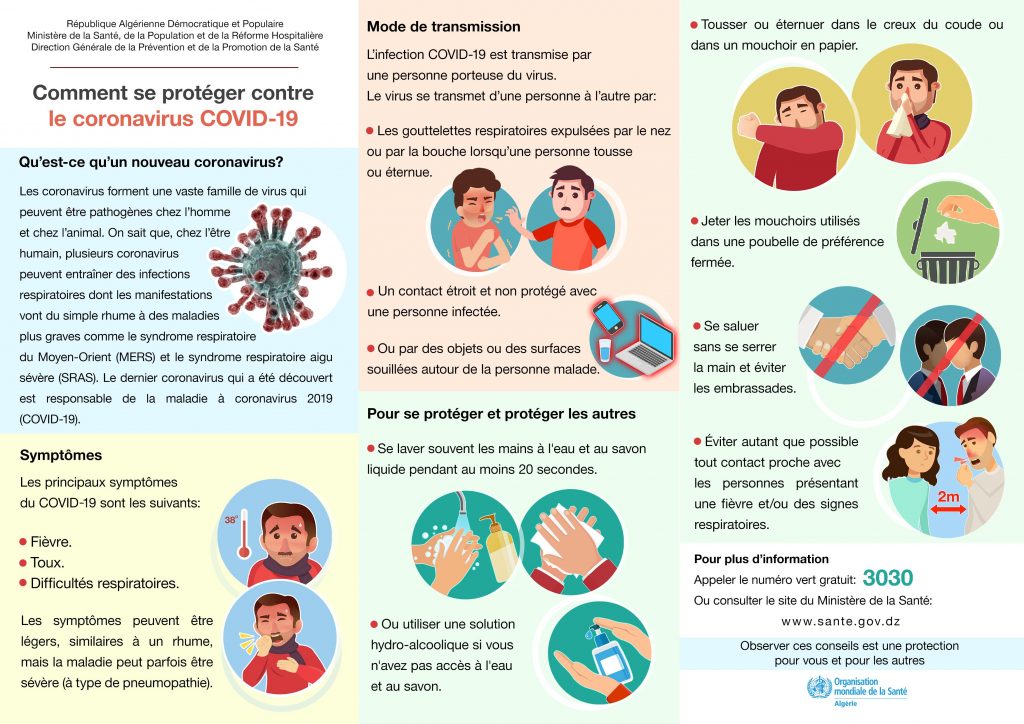 République Algérienne Démocratique et Populaire
Ministère de la Santé, de la Population et de la Réforme Hospitalière
Direction Générale de la Prévention et de la Promotion de la Santé
Comment se protéger contre
le coronavirus COVID-19
Qu’est-ce qu’un nouveau coronavirus?
Les coronavirus forment une vaste famille de virus qui
peuvent être pathogènes chez l’homme
et chez l’animal. On sait que, chez l’être
humain, plusieurs coronavirus
peuvent entraîner des infections
respiratoires dont les manifestations
vont du simple rhume à des maladies
plus graves comme le syndrome respiratoire
du Moyen-Orient (MERS) et le syndrome respiratoire aigu
sévère (SRAS). Le dernier coronavirus qui a été découvert
est responsable de la maladie à coronavirus 2019
(COVID-19).
Symptômes
Les principaux symptômes
du COVID-19 sont les suivants:
• Fièvre.
• Toux.
• Difficultés respiratoires.
38°
Les symptômes peuvent être
légers, similaires à un rhume,
mais la maladie peut parfois être
sévère (à type de pneumopathie).
Mode de transmission
L’infection COVID-19 est transmise par
une personne porteuse du virus.
Le virus se transmet d’une personne à l’autre par:
• Les gouttelettes respiratoires expulsées par le nez
ou par la bouche lorsqu’une personne tousse
ou éternue.
• Un contact étroit et non protégé avec
une personne infectée.
• Ou par des objets ou des surfaces
souillées autour de la personne malade.
Pour se protéger et protéger les autres
• Se laver souvent les mains à l'eau et au savon
liquide pendant au moins 20 secondes.
• Ou utiliser une solution
hydro-alcoolique si vous
n'avez pas accès à l'eau
et au savon.
• Tousser ou éternuer dans le creux du coude ou
dans un mouchoir en papier.
• Jeter les mouchoirs utilisés
dans une poubelle de préférence
fermée.
• Se saluer
sans se serrer
la main et éviter
les embrassades.
• Éviter autant que possible
tout contact proche avec
les personnes présentant
une fièvre et/ou des signes
respiratoires.
2m
Pour plus d’information
Appeler le numéro vert gratuit: 3030
Ou consulter le site du Ministère de la Santé:
www.sante.gov.dz
Observer ces conseils est une protection
pour vous et pour les autres
Organisation
mondiale de la Santé
Algérie